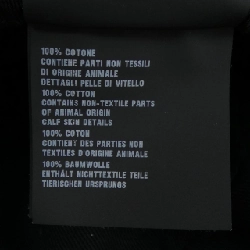 100% COTONE
CONTIENE PARTI NON TESSILI
DI ORIGINE ANIMALE
DETTAGLI PELLE DI VITELLO
100% COTTON
CONTAINS NON-TEXTILE PARTS
OF ANIMAL ORIGIN
CALF SKIN DETAILS
100% COTON
CONTIENT DES PARTIES NON
TEXTILES D'ORIGINE ANIMALE
100% BAUMWOLLE
ENTHÄLT NICHTTEXTILE TEILE
TIERISCHER URSPRUNGS